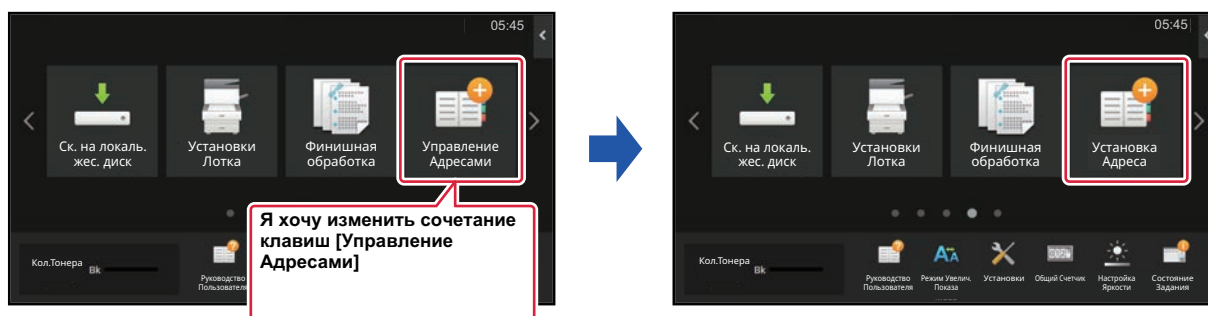 05:45
Ск. на локаль.
жес. диск
Установки
Лотка
Финишная
обработка
Управление
Адресами
Я хочу изменить сочетание
клавиш [Управление
Адресами]
Кол.Тонера
Bk
Руководство
Пользователя
05:45
Ск. на локаль.
жес. диск
Установки
Лотка
Финишная
обработка
Установка
Адреса
Кол.Тонера
Bk
Руководство
Пользователя
Режим Увелич.
Показа
Установки
Общий Счетчик
Настройка
Яркости
Состояние
Задания